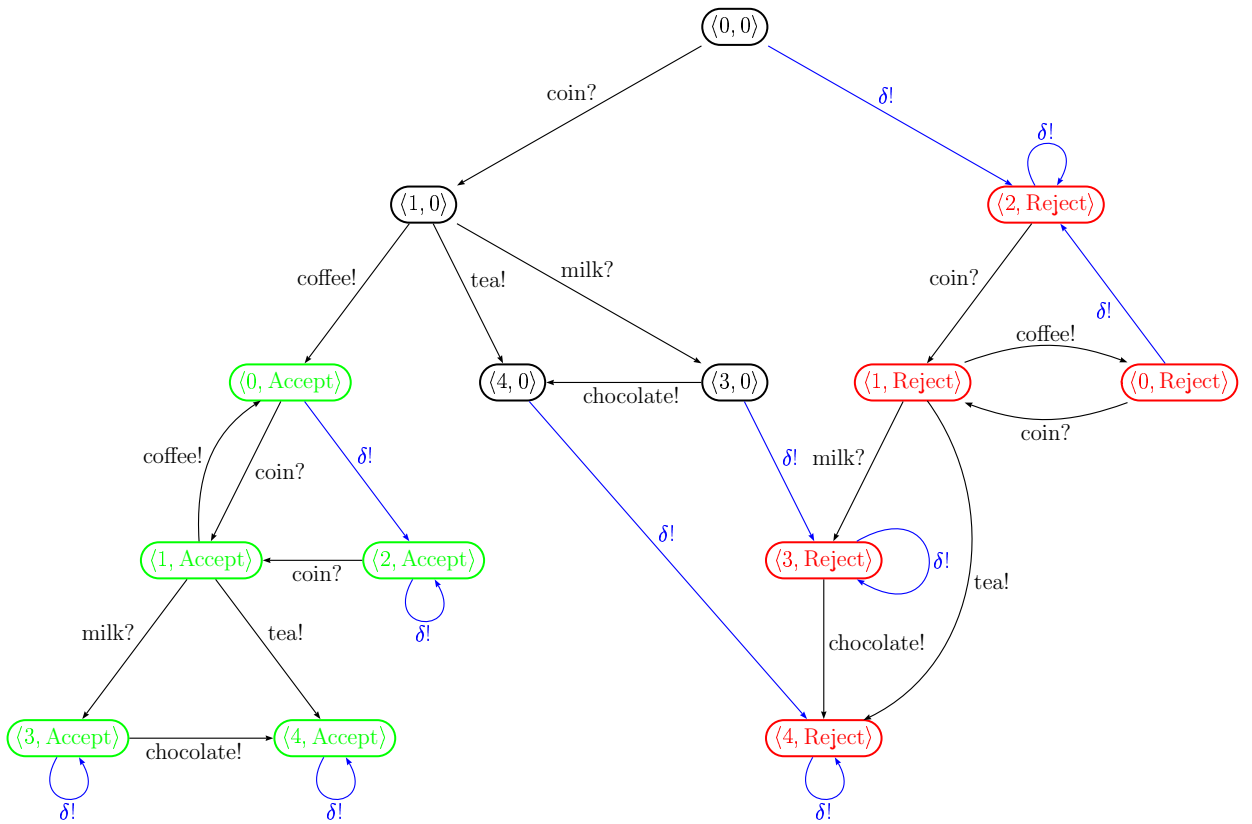 ⟨0, 0⟩
coin?
δ!
δ!
⟨1, 0⟩
⟨2, Reject⟩
coffee!
tea!
milk?
coin?
δ!
coffee!
⟨0, Accept⟩
⟨4, 0⟩
chocolate!
⟨3, 0⟩
⟨1, Reject⟩
⟨0, Reject⟩
coin?
coffee!
coin?
δ!
δ!
milk?
δ!
⟨1, Accept⟩
coin?
⟨2, Accept⟩
⟨3, Reject⟩
δ!
tea!
milk?
tea!
δ!
chocolate!
⟨3, Accept⟩
chocolate!
⟨4, Accept⟩
⟨4, Reject⟩
δ!
δ!
δ!